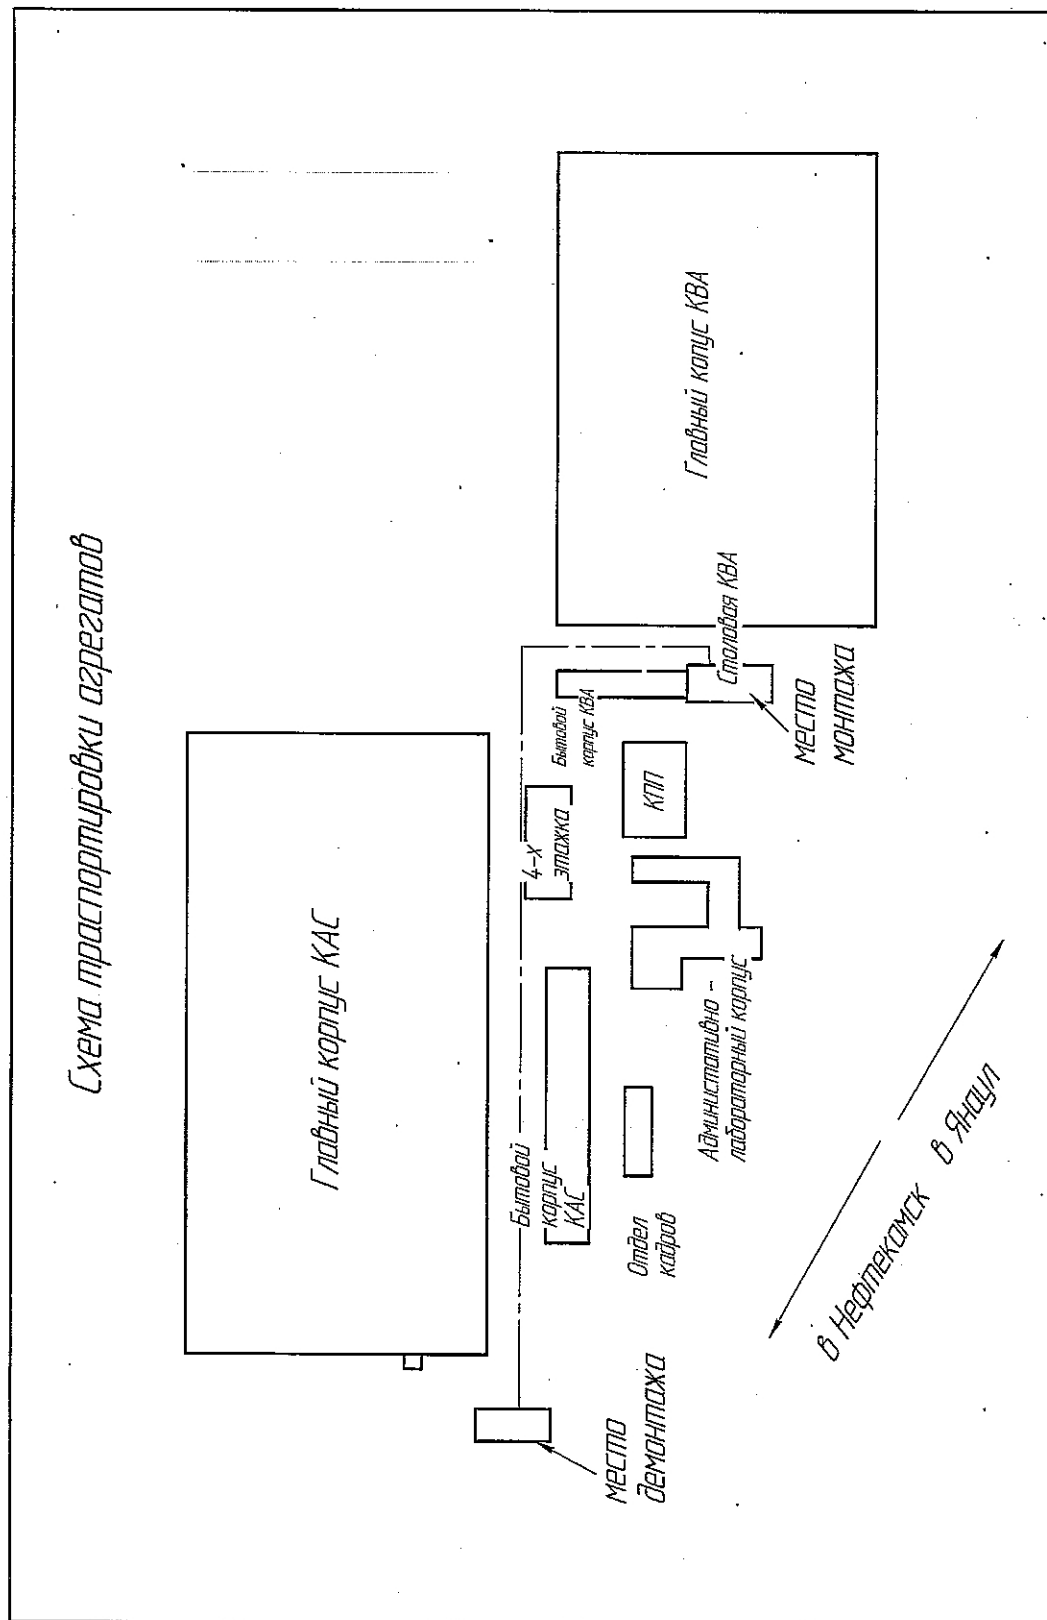 Схема траспортировки агрегатов
Главный корпус КАС
Главный копус КВА
Бытовой
корпус
КАС
4-х
этажка
Бытовой
корпус КВА
Столовая КВА
КПП
место
монтажа
Отдел
кадров
Администативно -
лабораторный корпус
место
демонтажа
в Нефтекамск
в Янаул